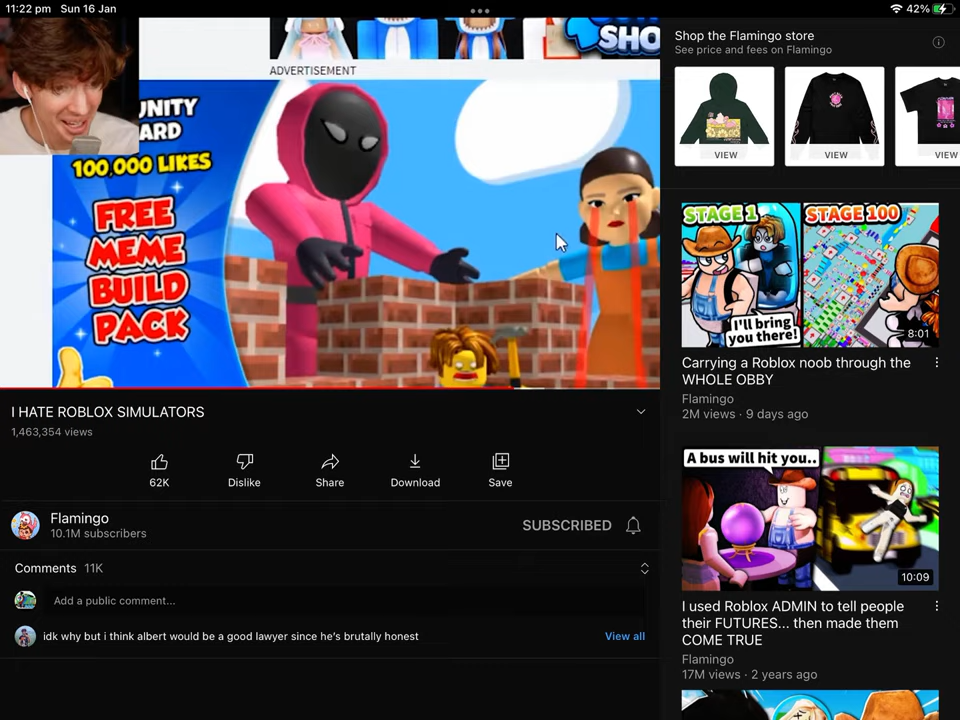 11:22 pm Sun 16 Jan
42%
SHO
ADVERTISEMENT
UNITY
ARD
100,000 LIKES
FREE
MEME
BUILD
PACK
I HATE ROBLOX SIMULATORS
1,463,354 views
62K
Dislike
Share
Download
Save
Flamingo
10.1M subscribers
SUBSCRIBED
Comments 11K
Add a public comment...
idk why but i think albert would be a good lawyer since he's brutally honest
View all
Shop the Flamingo store
See price and fees on Flamingo
VIEW
VIEW
VIEW
STAGE 1
STAGE 100
I'll bring
you there!
8:01
Carrying a Roblox noob through the
WHOLE OBBY
Flamingo
2M views · 9 days ago
A bus will hit you..
10:09
I used Roblox ADMIN to tell people
their FUTURES... then made them
COME TRUE
Flamingo
17M views · 2 years ago